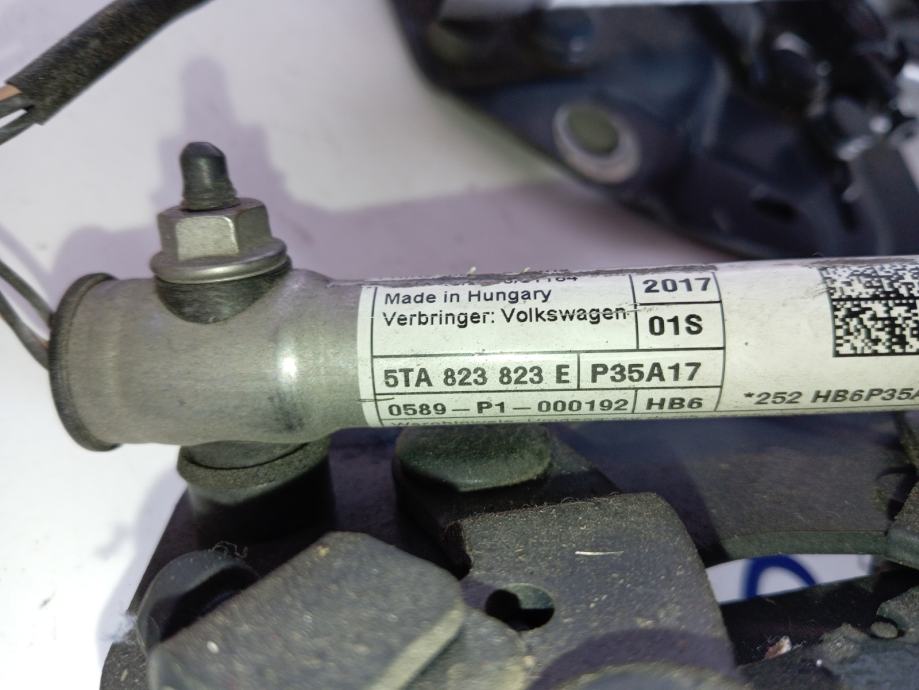 Made in Hungary 2017
Verbringer: Volkswagen 01S
5TA 823 823 E P35A17
0589-P1-000192 HB6
*252 HB6P35A